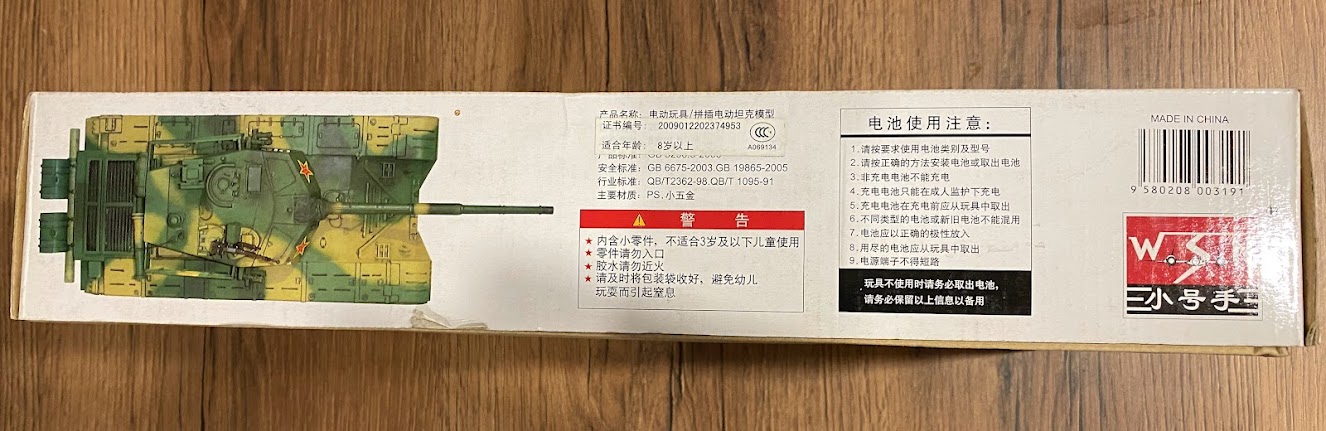 产品名称: 电动玩具/拼插电动坦克模型
证书编号: 2009012202374953
CCC
A069134
适合年龄: 8岁以上
安全标准: GB 6675-2003.GB 19865-2005
行业标准: QB/T2362-98.QB/T 1095-91
主要材质: PS.小五金
警 告
★ 内含小零件，不适合3岁及以下儿童使用
★ 零件请勿入口
★ 胶水请勿近火
★ 请及时将包装袋收好，避免幼儿
玩耍而引起窒息
电池使用注意:
1.请按要求使用电池类别及型号
2.请按正确的方法安装电池或取出电池
3.非充电电池不能充电
4.充电电池只能在成人监护下充电
5.充电电池在充电前应从玩具中取出
6.不同类型的电池或新旧电池不能混用
7.电池应以正确的极性放入
8.用尽的电池应从玩具中取出
9.电源端子不得短路
玩具不使用时请务必取出电池，
请务必保留以上信息以备用
MADE IN CHINA
9 580208 003191
小号手